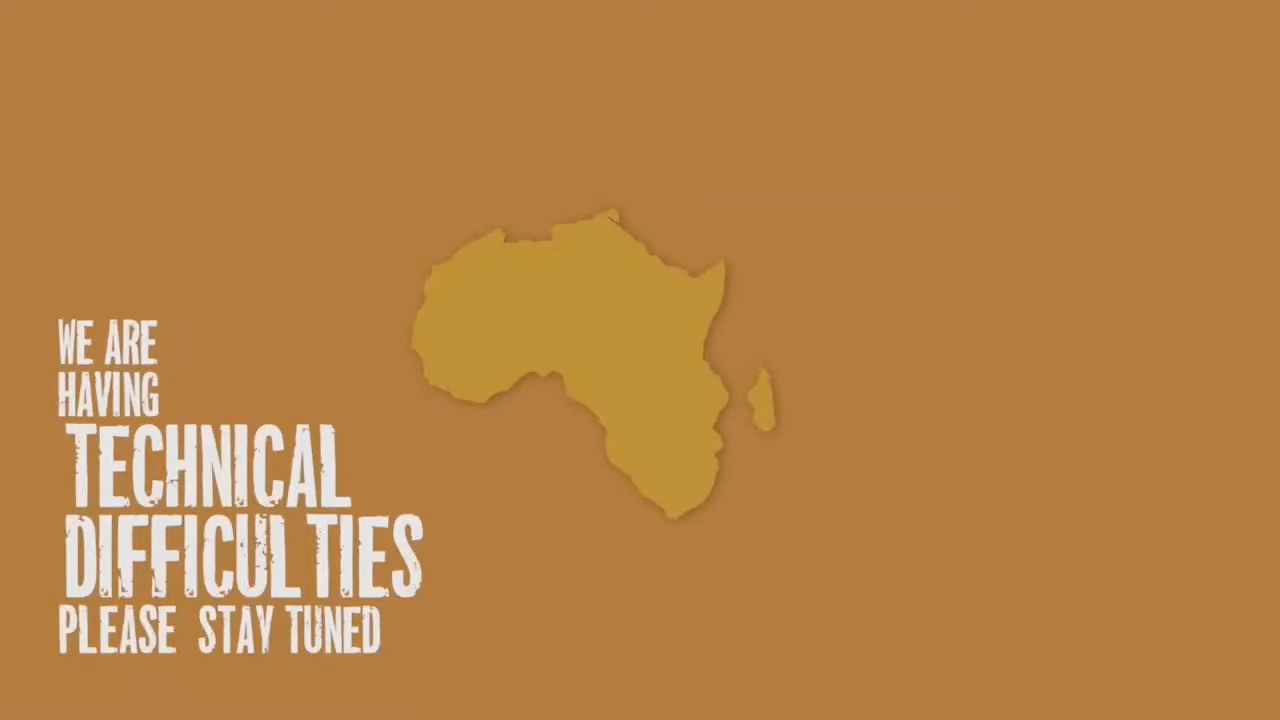 WE ARE
HAVING
TECHNICAL
DIFFICULTIES
PLEASE STAY TUNED